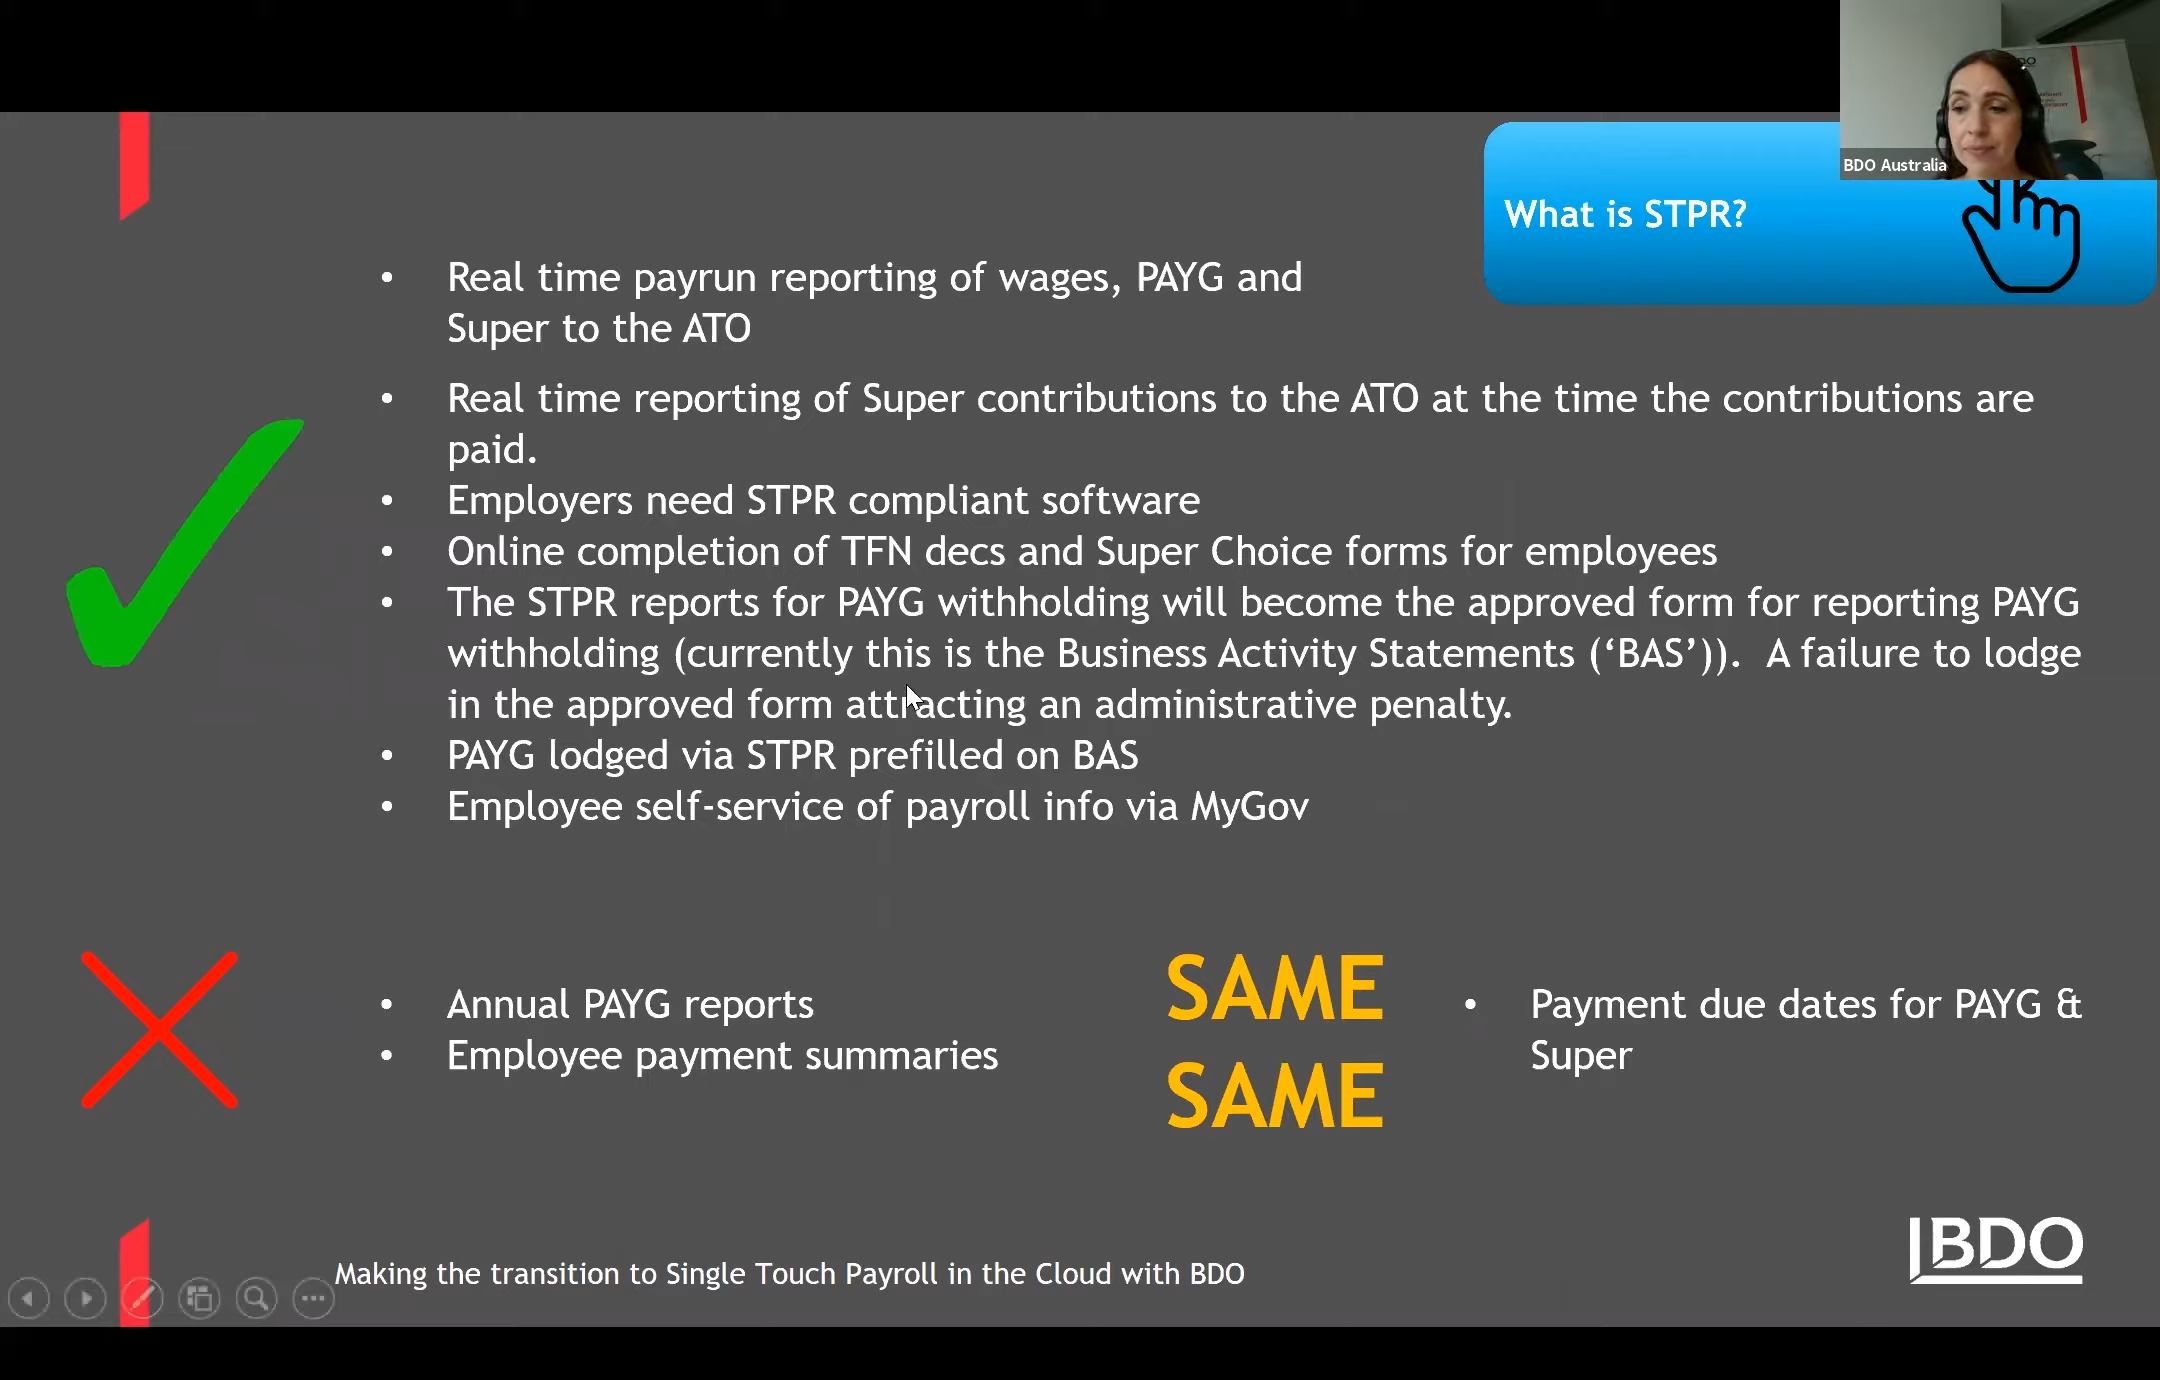 BDO Australia
What is STPR?
• Real time payrun reporting of wages, PAYG and
Super to the ATO
• Real time reporting of Super contributions to the ATO at the time the contributions are
paid.
• Employers need STPR compliant software
• Online completion of TFN decs and Super Choice forms for employees
• The STPR reports for PAYG withholding will become the approved form for reporting PAYG
withholding (currently this is the Business Activity Statements (‘BAS’)).  A failure to lodge
in the approved form attracting an administrative penalty.
• PAYG lodged via STPR prefilled on BAS
• Employee self-service of payroll info via MyGov
• Annual PAYG reports
• Employee payment summaries
SAME
SAME
• Payment due dates for PAYG &
Super
Making the transition to Single Touch Payroll in the Cloud with BDO
BDO